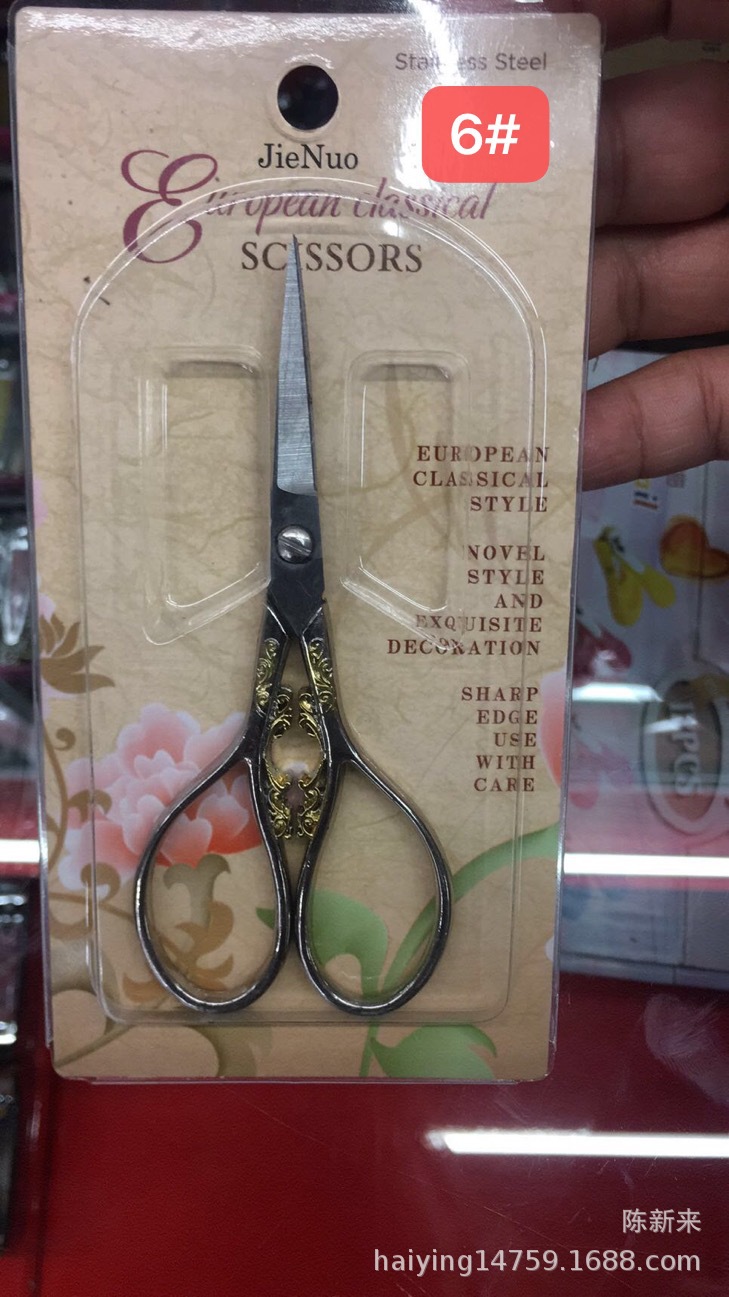 Stainless Steel
6#
JieNuo
European classical
SCISSORS
EUROPEAN
CLASSICAL
STYLE
NOVEL
STYLE
AND
EXQUISITE
DECORATION
SHARP
EDGE
USE
WITH
CARE
12PCS
陈新来
haiying14759.1688.com